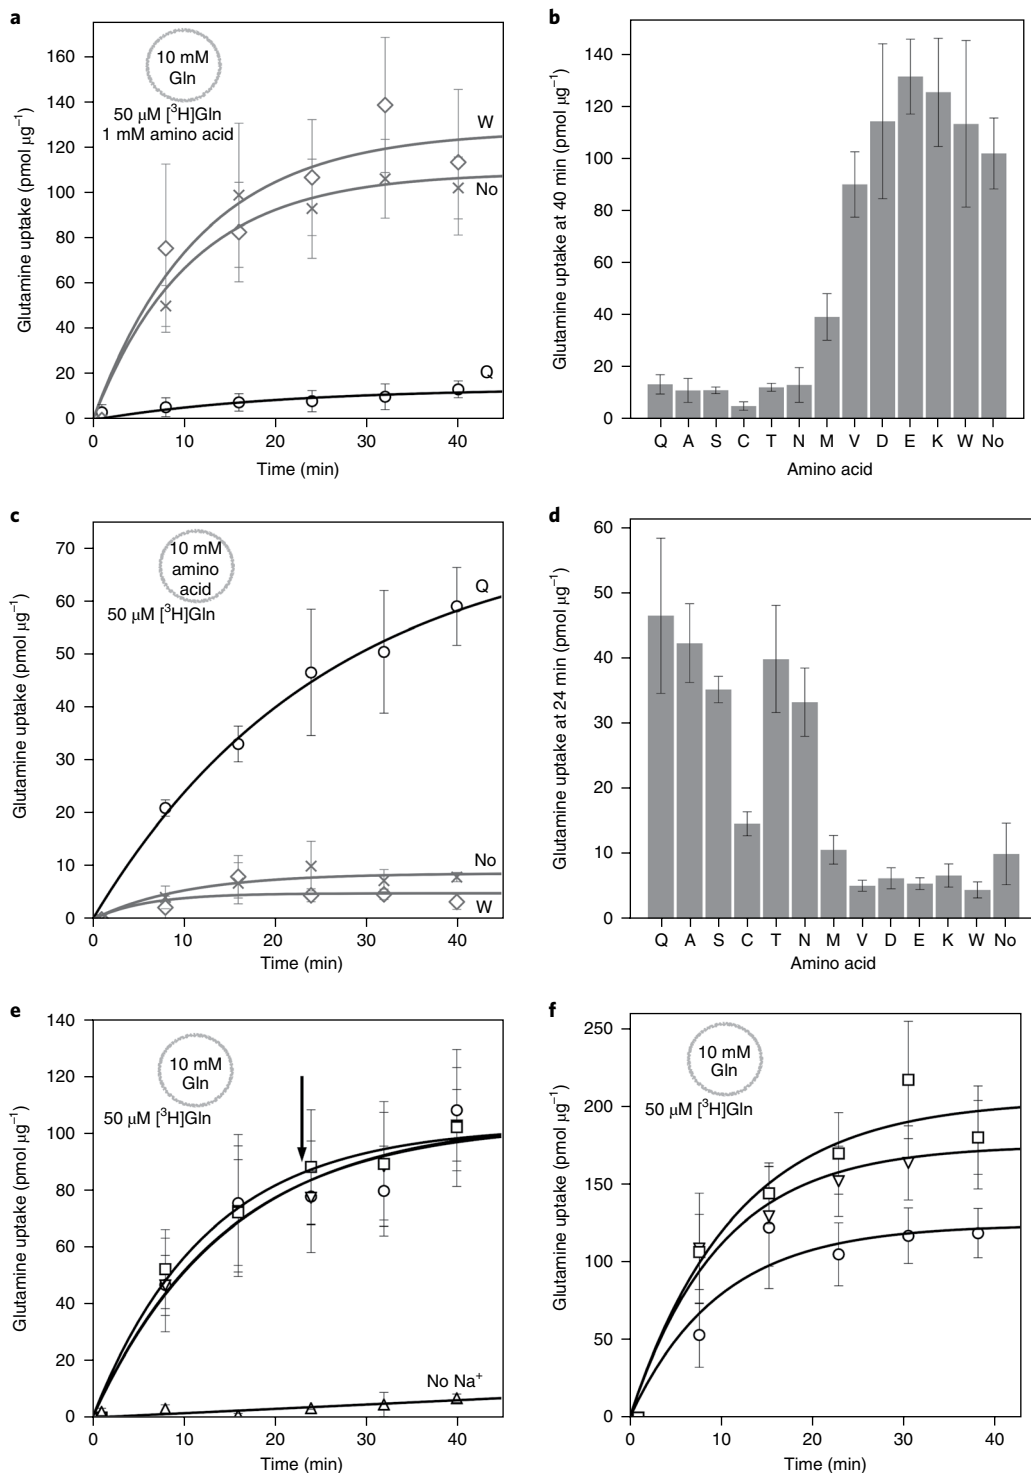 a
160
140
120
100
80
60
40
20
0
Glutamine uptake (pmol µg⁻¹)
10 mM
Gln
50 µM [³H]Gln
1 mM amino acid
W
No
Q
0 10 20 30 40
Time (min)
b
140
120
100
80
60
40
20
0
Glutamine uptake at 40 min (pmol µg⁻¹)
Q A S C T N M V D E K W No
Amino acid
c
70
60
50
40
30
20
10
0
Glutamine uptake (pmol µg⁻¹)
10 mM
amino
acid
50 µM [³H]Gln
Q
No
W
0 10 20 30 40
Time (min)
d
60
50
40
30
20
10
0
Glutamine uptake at 24 min (pmol µg⁻¹)
Q A S C T N M V D E K W No
Amino acid
e
140
120
100
80
60
40
20
0
Glutamine uptake (pmol µg⁻¹)
10 mM
Gln
50 µM [³H]Gln
No Na⁺
0 10 20 30 40
Time (min)
f
250
200
150
100
50
0
Glutamine uptake (pmol µg⁻¹)
10 mM
Gln
50 µM [³H]Gln
0 10 20 30 40
Time (min)